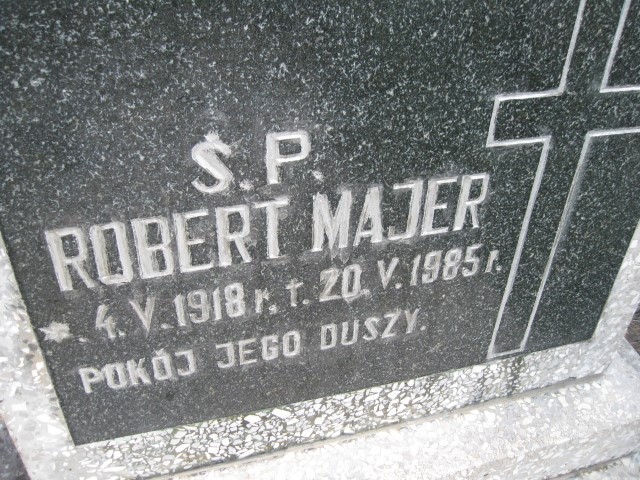 Ś.P.
ROBERT MAJER
*. 4.V.1918 r. †. 20.V.1985 r.
POKÓJ JEGO DUSZY.